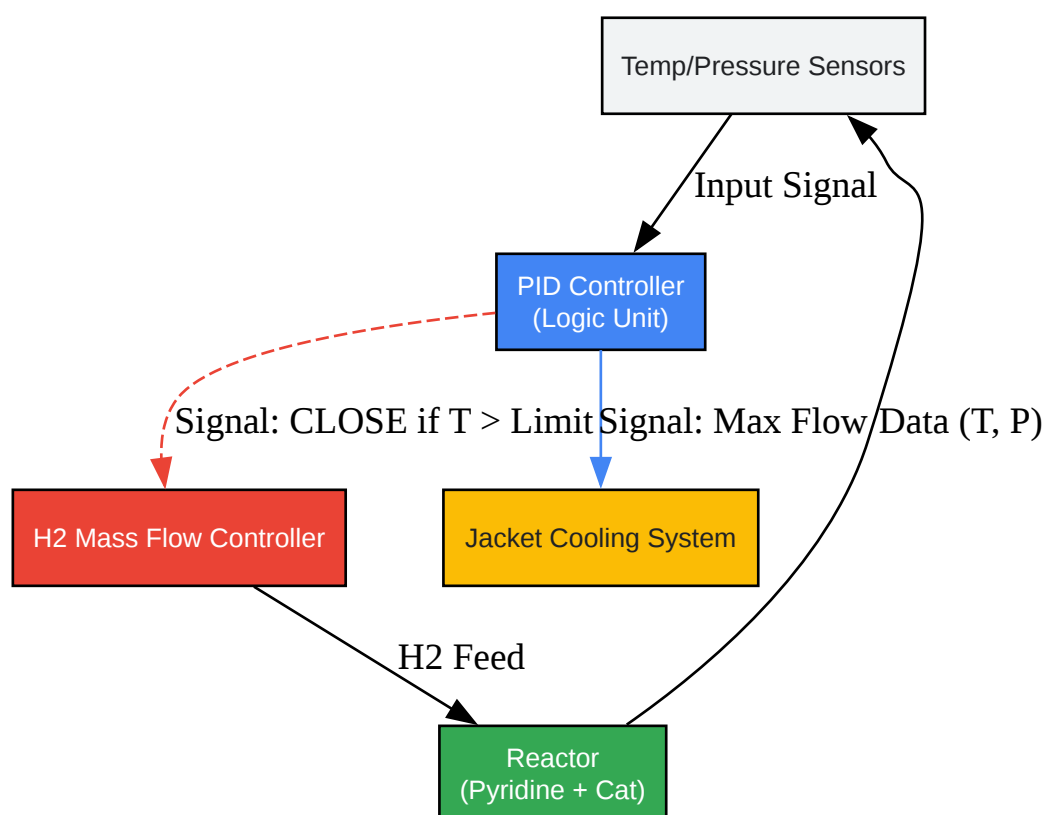 Temp/Pressure Sensors
Input Signal
PID Controller
(Logic Unit)
Signal: CLOSE if T > Limit
Signal: Max Flow
Data (T, P)
H2 Mass Flow Controller
Jacket Cooling System
H2 Feed
Reactor
(Pyridine + Cat)